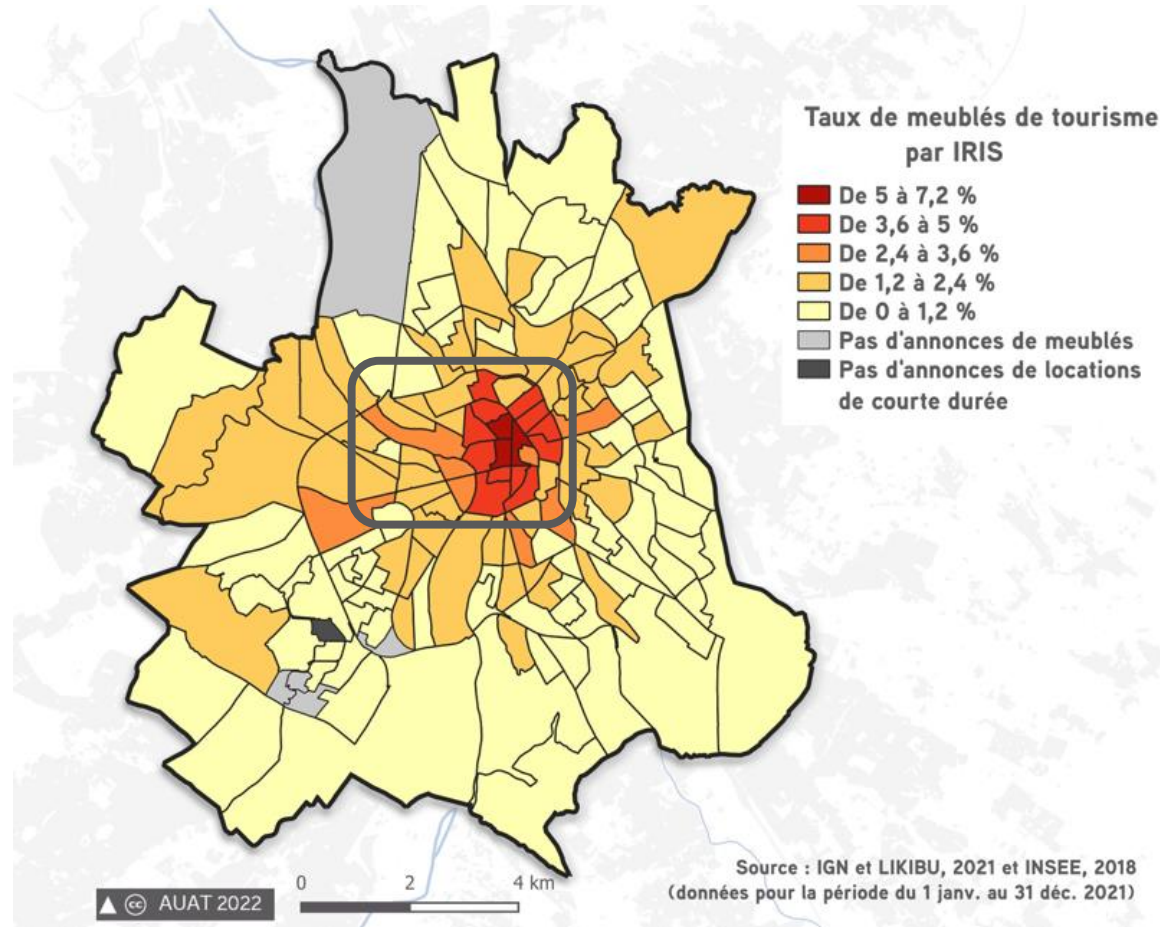 Taux de meublés de tourisme
par IRIS
De 5 à 7,2 %
De 3,6 à 5 %
De 2,4 à 3,6 %
De 1,2 à 2,4 %
De 0 à 1,2 %
Pas d'annonces de meublés
Pas d'annonces de locations
de courte durée
Source : IGN et LIKIBU, 2021 et INSEE, 2018
(données pour la période du 1 janv. au 31 déc. 2021)
0 2 4 km
cc AUAT 2022